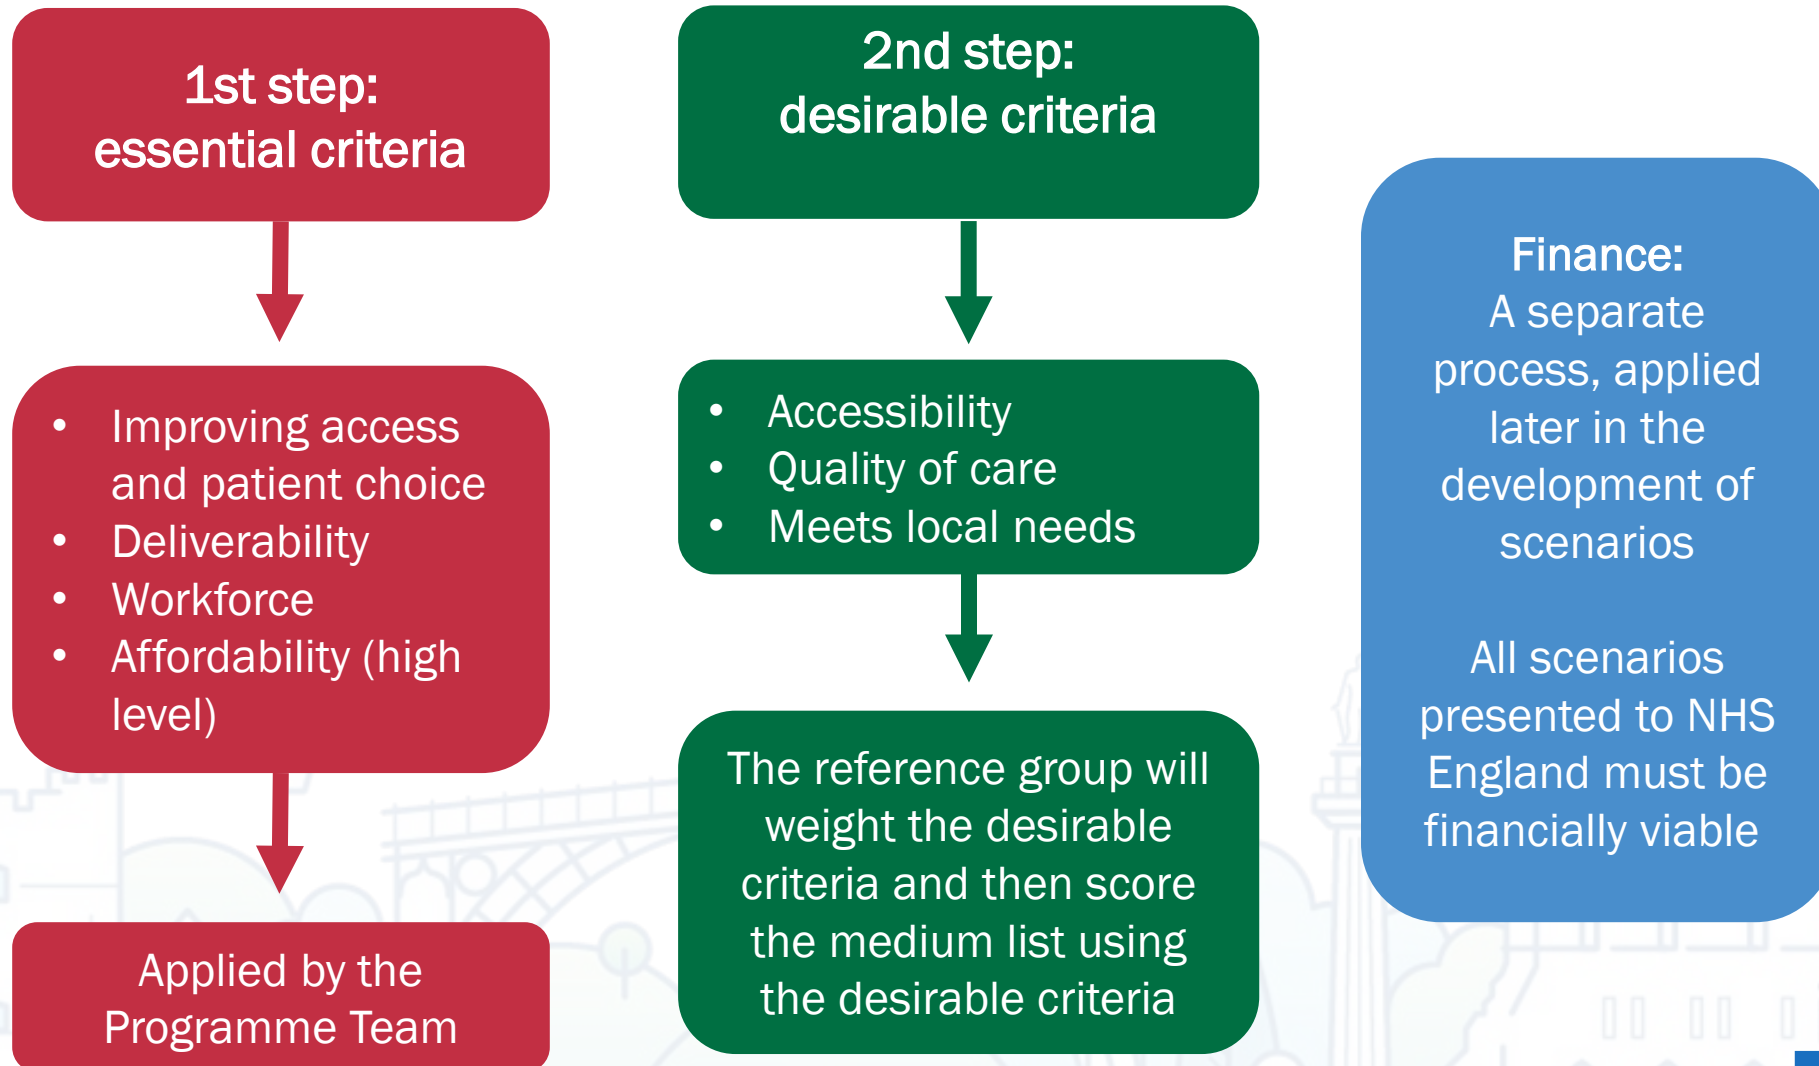 1st step:
essential criteria
• Improving access
and patient choice
• Deliverability
• Workforce
• Affordability (high
level)
Applied by the
Programme Team
2nd step:
desirable criteria
• Accessibility
• Quality of care
• Meets local needs
The reference group will
weight the desirable
criteria and then score
the medium list using
the desirable criteria
Finance:
A separate
process, applied
later in the
development of
scenarios
All scenarios
presented to NHS
England must be
financially viable